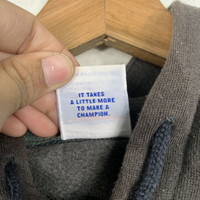 IT TAKES
A LITTLE MORE
TO MAKE A
CHAMPION.